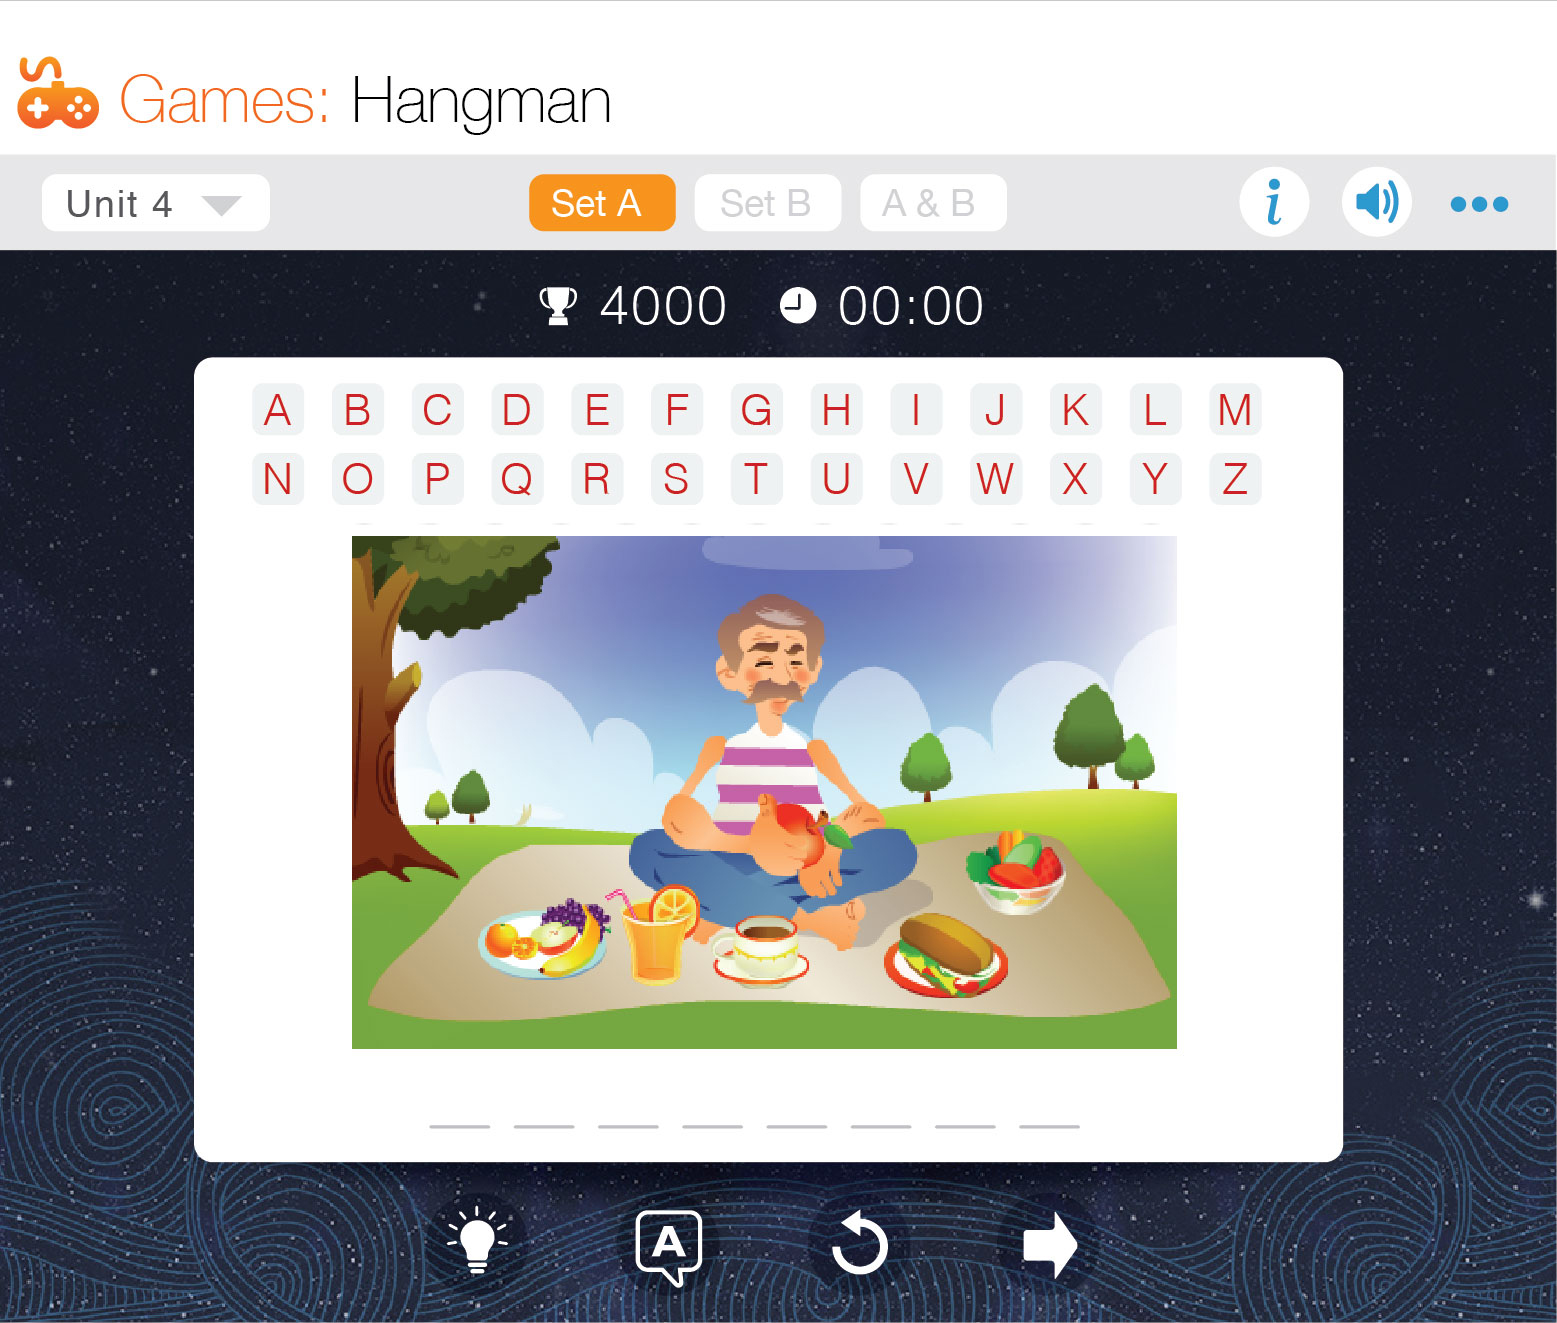 Games: Hangman
Unit 4
Set A
Set B
A & B
i
4000
00:00
A B C D E F G H I J K L M
N O P Q R S T U V W X Y Z
A